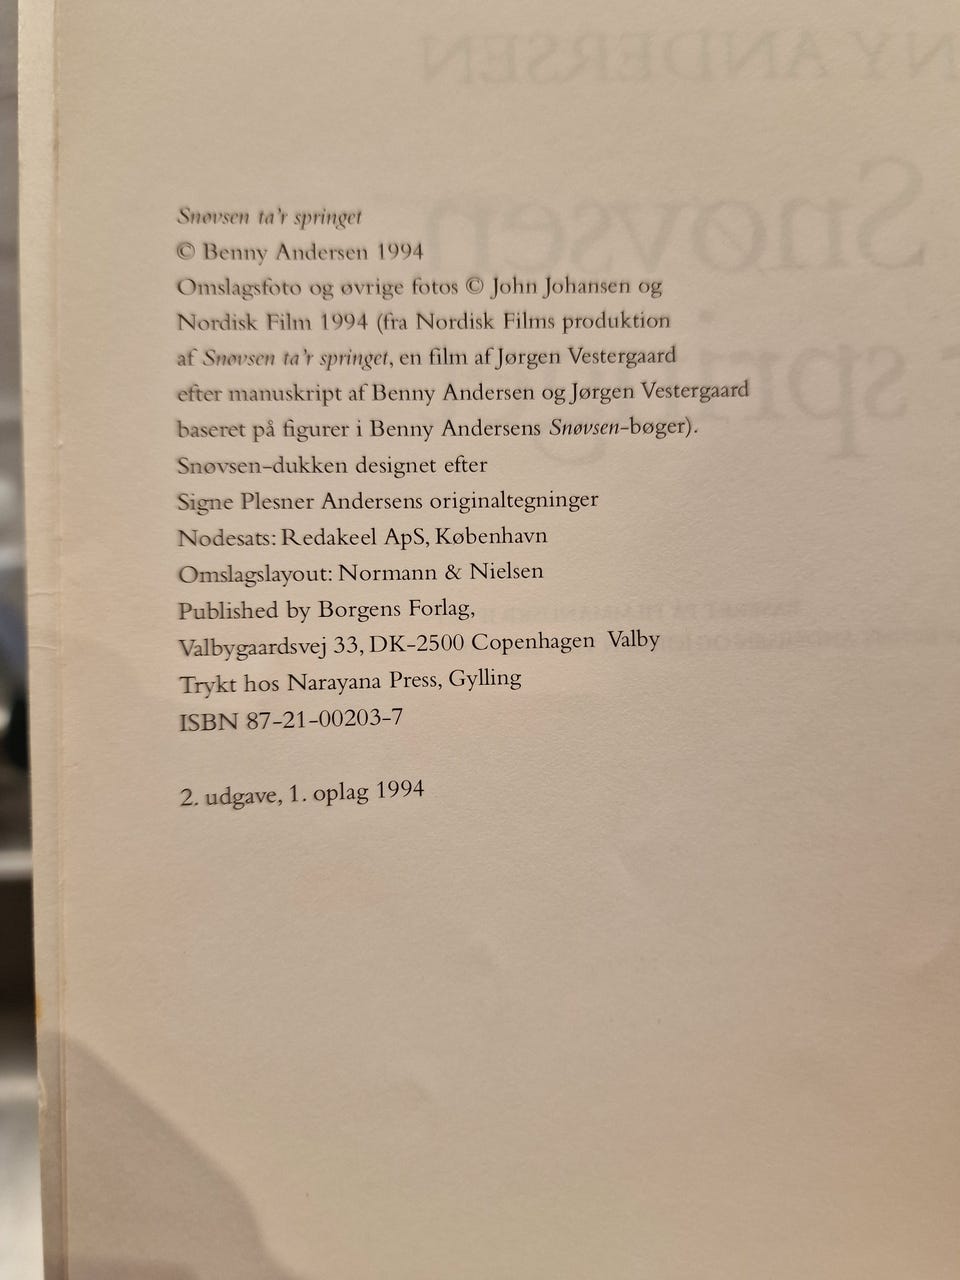 NY ANDERSEN
Snøvsen
spri
Snøvsen ta'r springet
© Benny Andersen 1994
Omslagsfoto og øvrige fotos © John Johansen og
Nordisk Film 1994 (fra Nordisk Films produktion
af Snøvsen ta'r springet, en film af Jørgen Vestergaard
efter manuskript af Benny Andersen og Jørgen Vestergaard
baseret på figurer i Benny Andersens Snøvsen-bøger).
Snøvsen-dukken designet efter
Signe Plesner Andersens originaltegninger
Nodesats: Redakeel ApS, København
Omslagslayout: Normann & Nielsen
Published by Borgens Forlag,
Valbygaardsvej 33, DK-2500 Copenhagen Valby
Trykt hos Narayana Press, Gylling
ISBN 87-21-00203-7
2. udgave, 1. oplag 1994